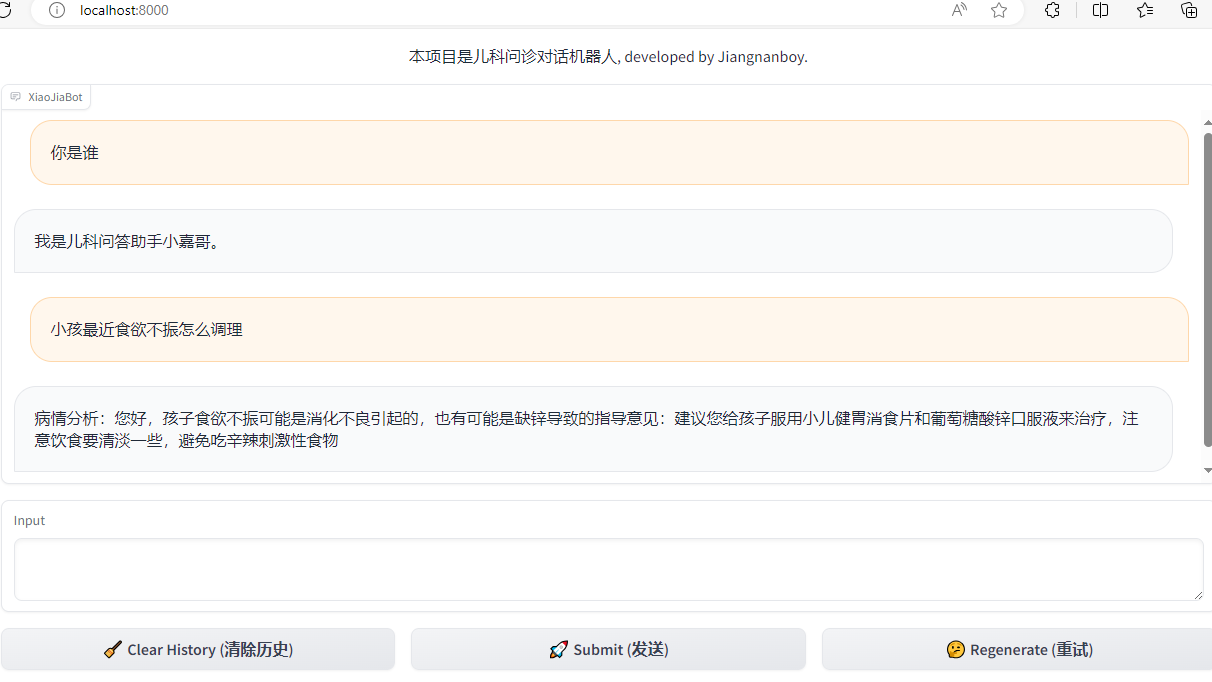 localhost:8000
本项目是儿科问诊对话机器人, developed by Jiangnanboy.
XiaoJiaBot
你是谁
我是儿科问答助手小嘉哥。
小孩最近食欲不振怎么调理
病情分析：您好，孩子食欲不振可能是消化不良引起的，也有可能是缺锌导致的指导意见：建议您给孩子服用小儿健胃消食片和葡萄糖酸锌口服液来治疗，注
意饮食要清淡一些，避免吃辛辣刺激性食物
Input
Clear History (清除历史)
Submit (发送)
Regenerate (重试)